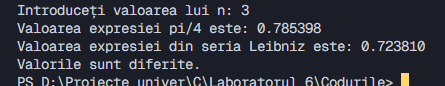 Introduceți valoarea lui n: 3
Valoarea expresiei pi/4 este: 0.785398
Valoarea expresiei din seria Leibniz este: 0.723810
Valorile sunt diferite.
PS D:\Proiecte univer\C\Laboratorul 6\Codurile>